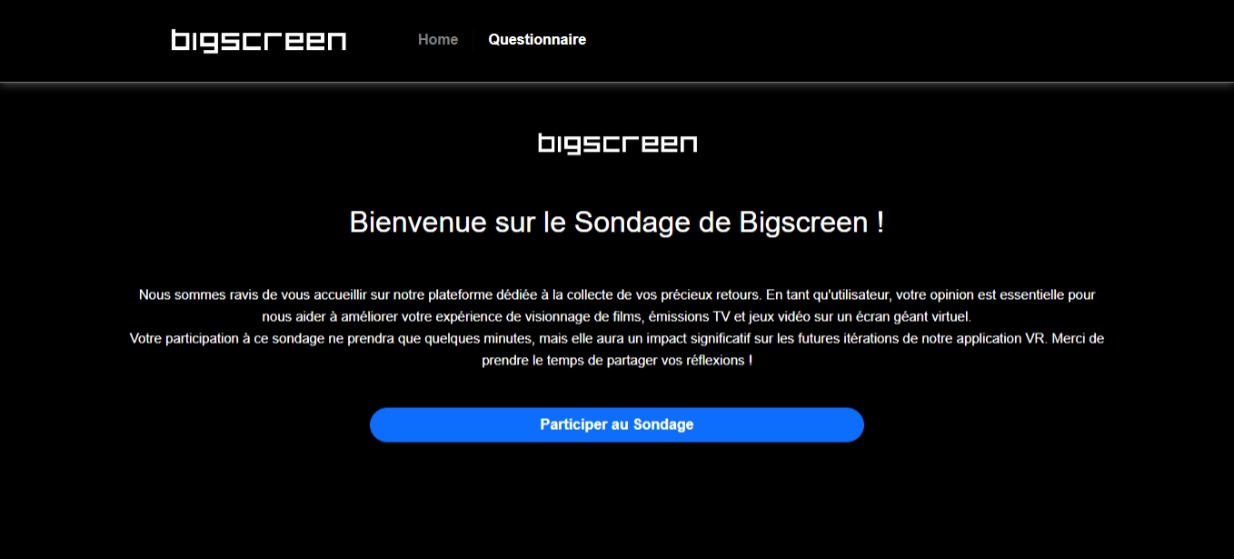 bigscreen Home Questionnaire
bigscreen
Bienvenue sur le Sondage de Bigscreen !
Nous sommes ravis de vous accueillir sur notre plateforme dédiée à la collecte de vos précieux retours. En tant qu'utilisateur, votre opinion est essentielle pour
nous aider à améliorer votre expérience de visionnage de films, émissions TV et jeux vidéo sur un écran géant virtuel.
Votre participation à ce sondage ne prendra que quelques minutes, mais elle aura un impact significatif sur les futures itérations de notre application VR. Merci de
prendre le temps de partager vos réflexions !
Participer au Sondage